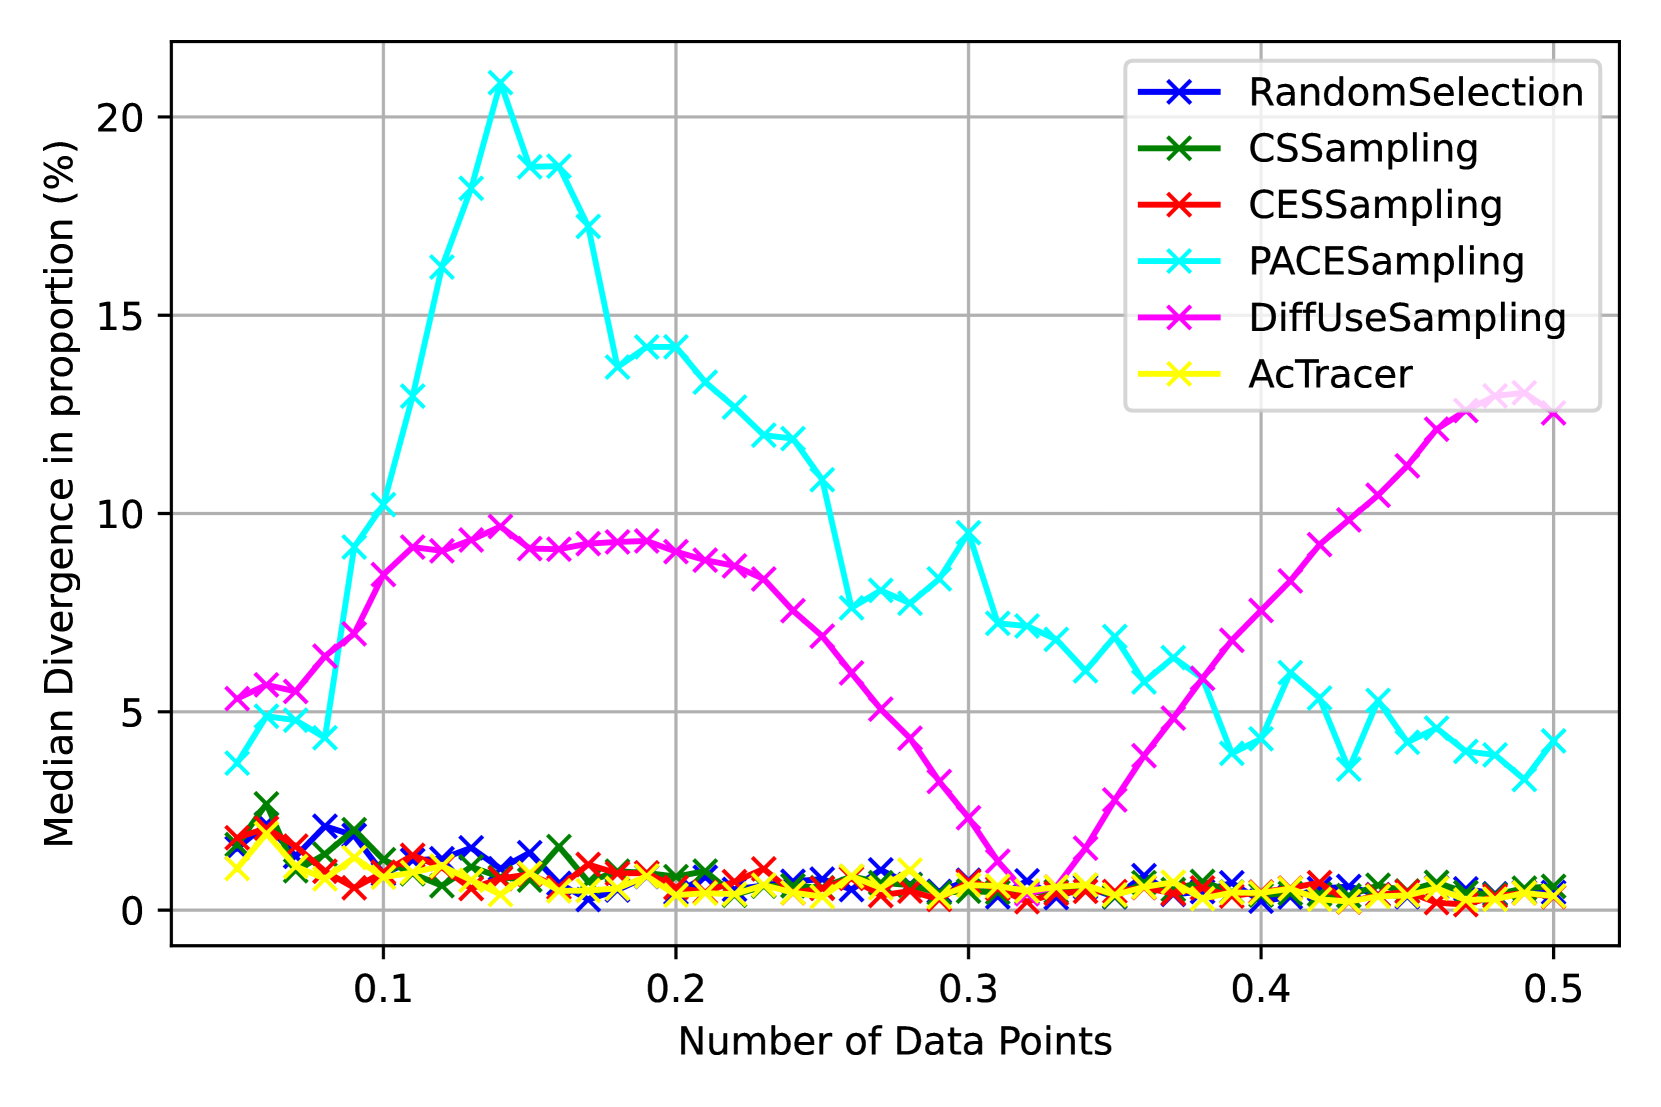 Median Divergence in proportion (%)
20
15
10
5
0
RandomSelection
CSSampling
CESSampling
PACESampling
DiffUseSampling
AcTracer
0.1 0.2 0.3 0.4 0.5
Number of Data Points